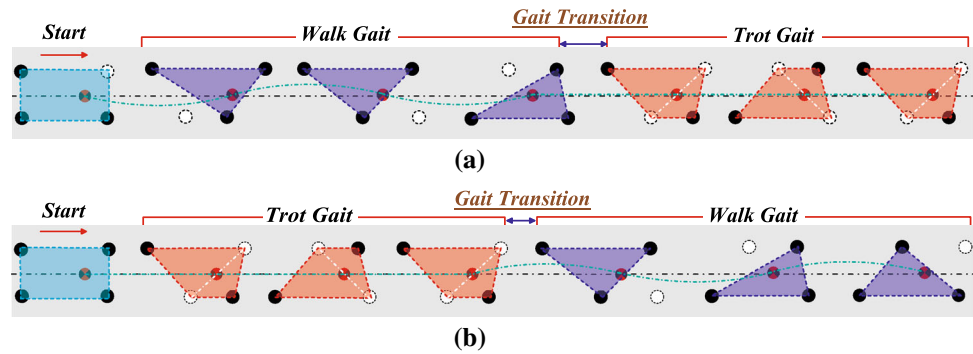 Gait Transition
Start
Walk Gait
Trot Gait
(a)
Gait Transition
Start
Trot Gait
Walk Gait
(b)